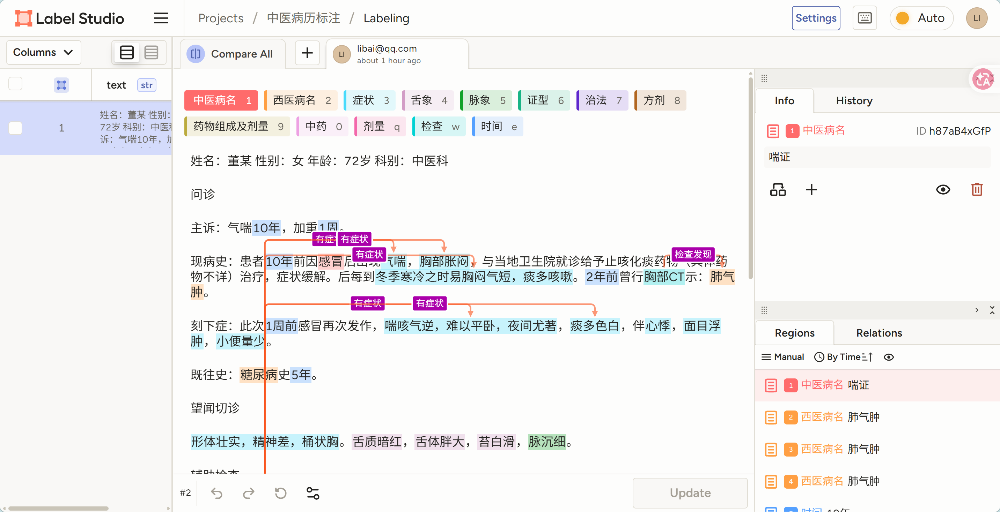 Label Studio
Projects / 中医病历标注 / Labeling
Settings
Auto
LI
Columns
Compare All
LI
libai@qq.com
about 1 hour ago
text str
1
姓名：董某 性别：
72岁 科别：中医
诉：气喘10年，
中医病名 1
西医病名 2
症状 3
舌象 4
脉象 5
证型 6
治法 7
方剂 8
药物组成及剂量 9
中药 0
剂量 q
检查 w
时间 e
姓名：董某 性别：女 年龄：72岁 科别：中医科
问诊
主诉：气喘10年，加重1周。
有症 有症状
有症状
检查发现
现病史：患者10年前因感冒后出现气喘，胸部胀闷，与当地卫生院就诊给予止咳化痰药物（具体药
物不详）治疗，症状缓解。后每到冬季寒冷之时易胸闷气短，痰多咳嗽。2年前曾行胸部CT示：肺气
肿。
有症状 有症状
刻下症：此次1周前感冒再次发作，喘咳气逆，难以平卧，夜间尤著，痰多色白，伴心悸，面目浮
肿，小便量少。
既往史：糖尿病史5年。
望闻切诊
形体壮实，精神差，桶状胸。舌质暗红，舌体胖大，苔白滑，脉沉细。
辅助检查
#2
Update
Info
History
1 中医病名
ID h87aB4xGfP
喘证
Regions
Relations
Manual
By Time
1 中医病名 喘证
2 西医病名 肺气肿
3 西医病名 肺气肿
4 西医病名 肺气肿
时间 10年